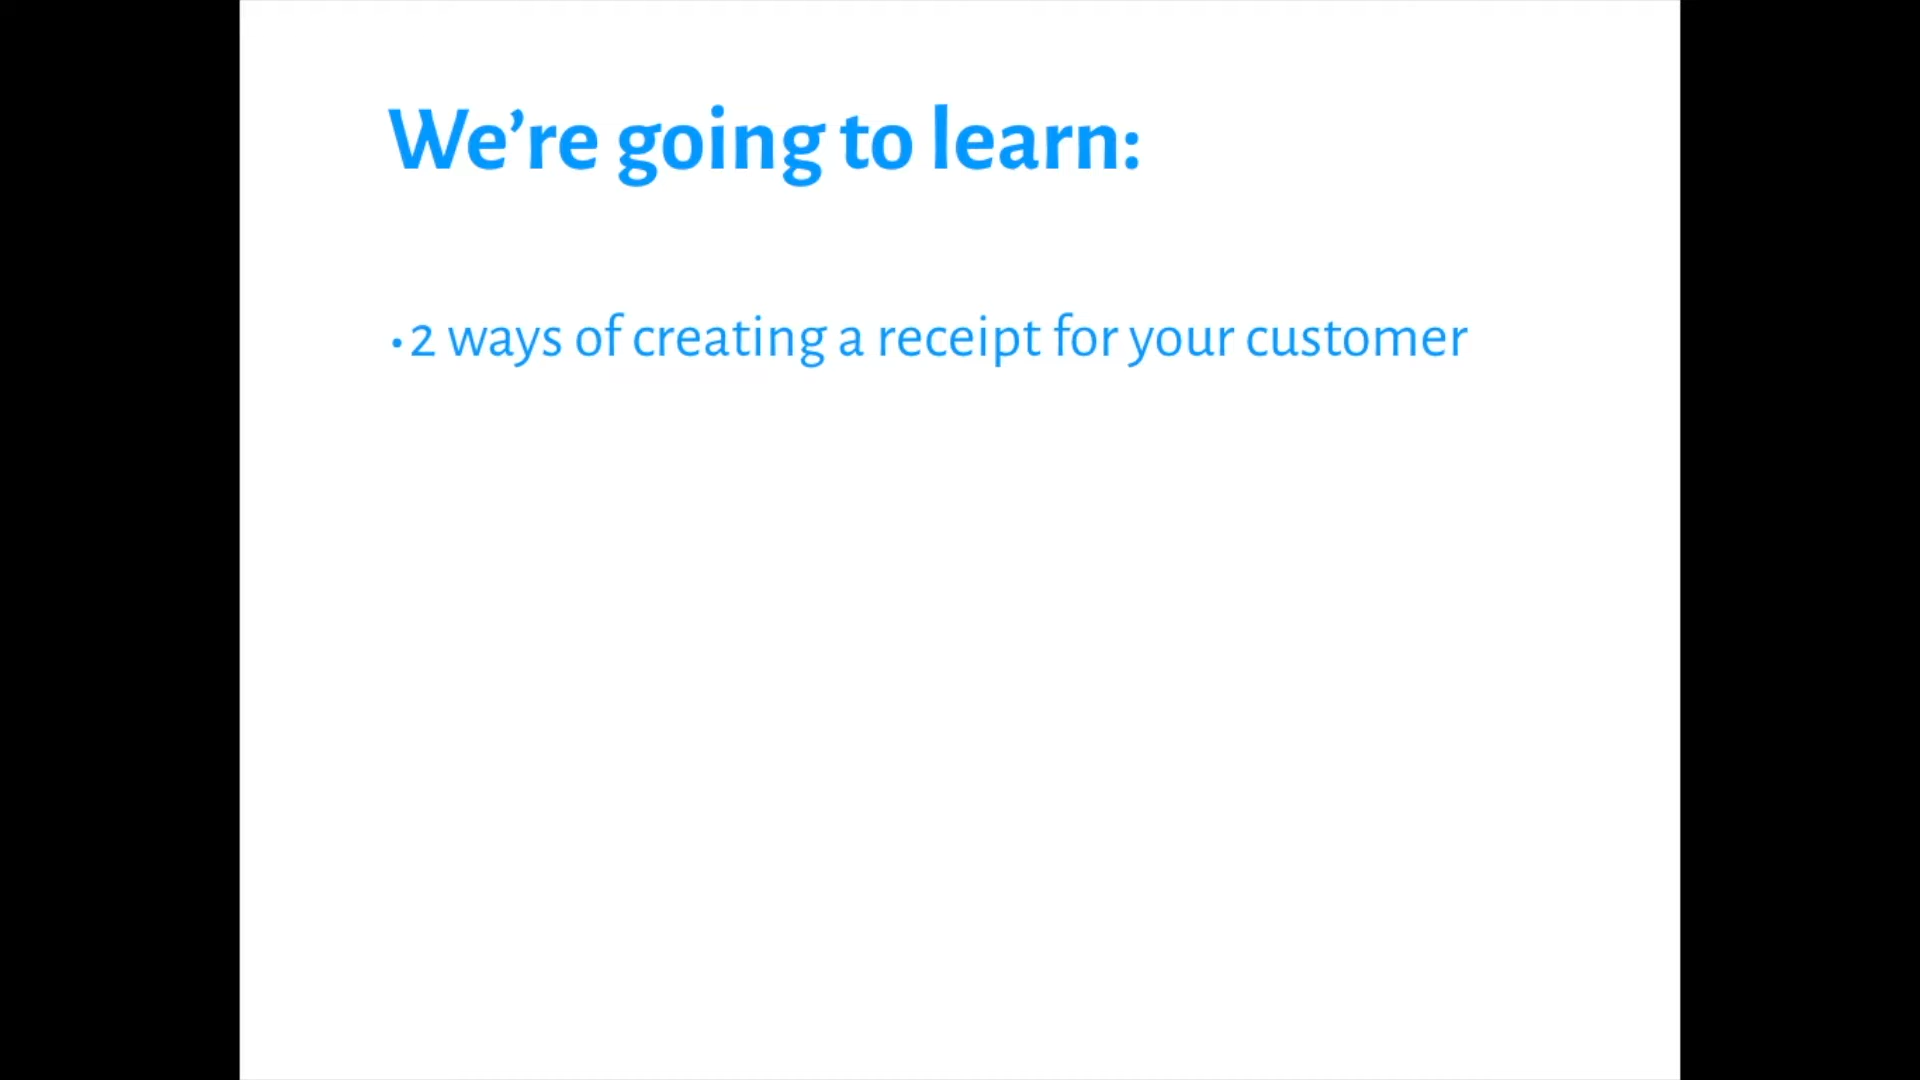 We're going to learn:
•2 ways of creating a receipt for your customer